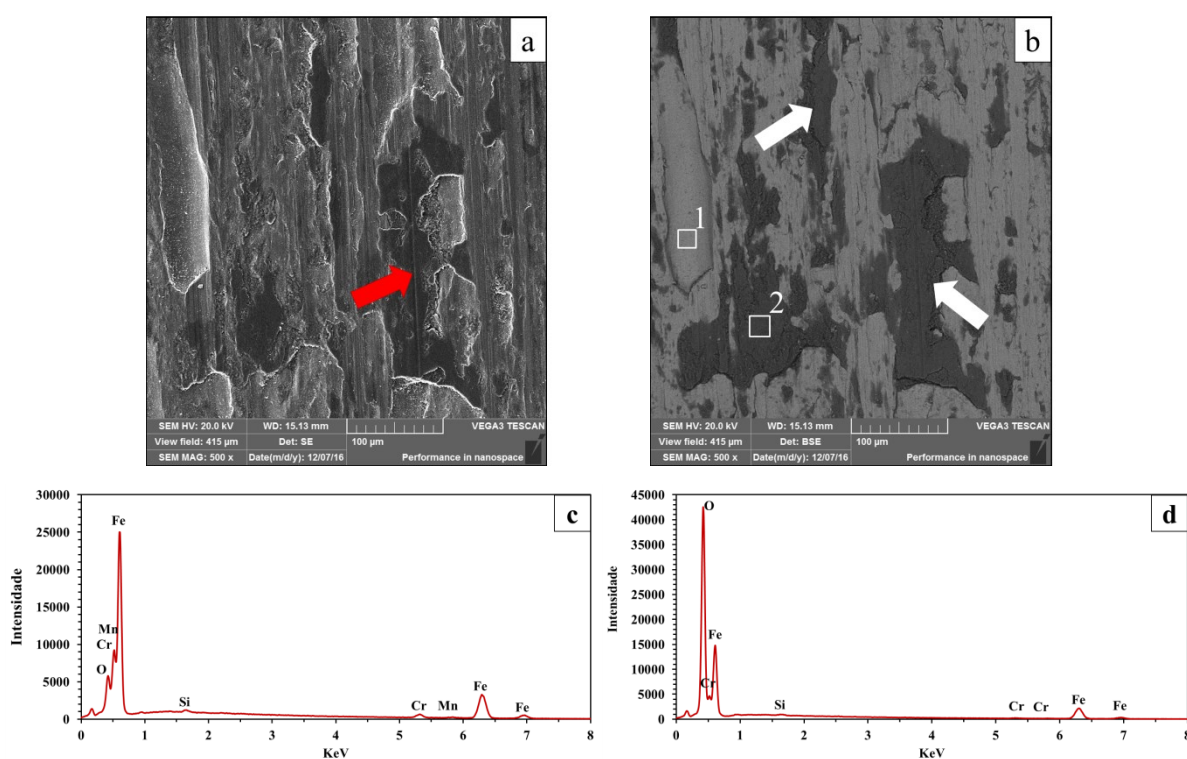 a
SEM HV: 20.0 kV WD: 15.13 mm VEGA3 TESCAN
View field: 415 µm Det: SE 100 µm
SEM MAG: 500 x Date(m/d/y): 12/07/16 Performance in nanospace
b
1
2
SEM HV: 20.0 kV WD: 15.13 mm VEGA3 TESCAN
View field: 415 µm Det: BSE 100 µm
SEM MAG: 500 x Date(m/d/y): 12/07/16 Performance in nanospace
c
Intensidade
30000
25000
20000
15000
10000
5000
0
Fe
Mn
Cr
O
Si
Cr
Mn
Fe
Fe
0 1 2 3 4 5 6 7 8
KeV
d
Intensidade
45000
40000
35000
30000
25000
20000
15000
10000
5000
0
O
Fe
Cr
Si
Cr
Cr
Fe
Fe
0 1 2 3 4 5 6 7 8
KeV